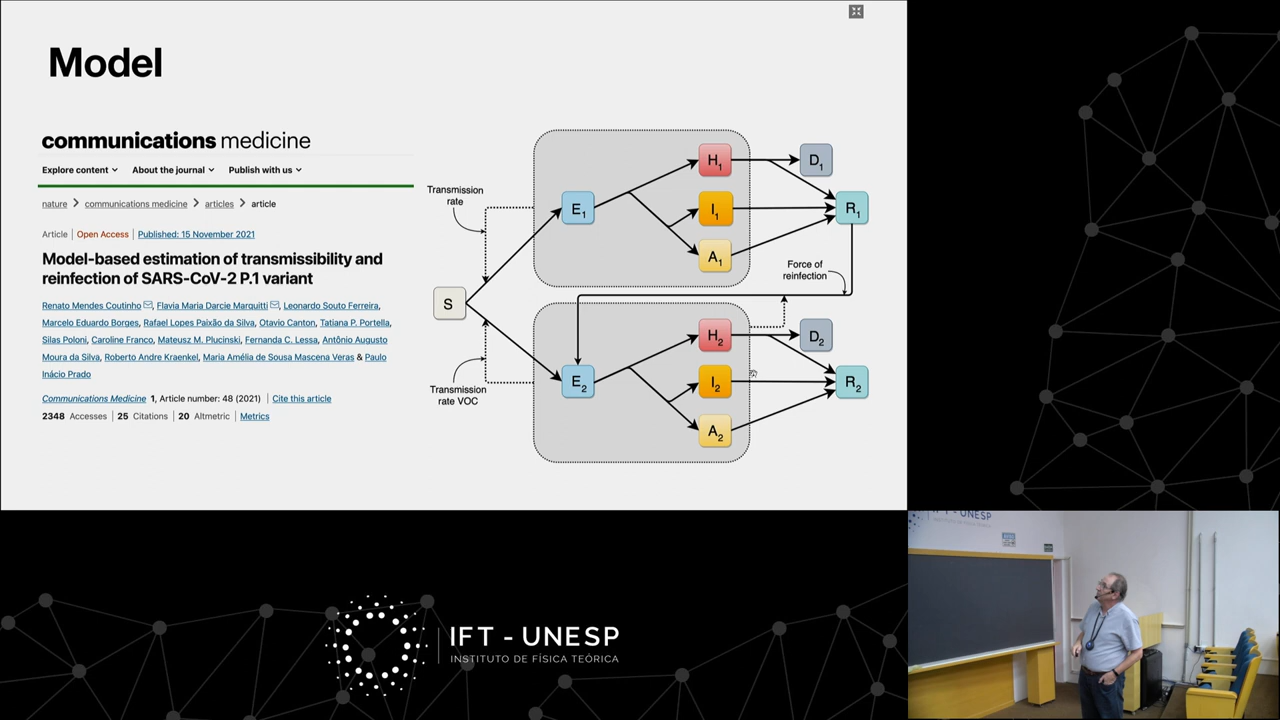 Model
communications medicine
Explore content
About the journal
Publish with us
nature > communications medicine > articles > article
Article | Open Access | Published: 15 November 2021
Model-based estimation of transmissibility and
reinfection of SARS-CoV-2 P.1 variant
Renato Mendes Coutinho, Flavia Maria Darcie Marquitti, Leonardo Souto Ferreira,
Marcelo Eduardo Borges, Rafael Lopes Paixão da Silva, Otavio Canton, Tatiana P. Portella,
Silas Poloni, Caroline Franco, Mateusz M. Plucinski, Fernanda C. Lessa, Antônio Augusto
Moura da Silva, Roberto Andre Kraenkel, Maria Amélia de Sousa Mascena Veras & Paulo
Inácio Prado
Communications Medicine 1, Article number: 48 (2021) | Cite this article
2348 Accesses | 25 Citations | 20 Altmetric | Metrics
Transmission
rate
S
Transmission
rate VOC
E1
H1
I1
A1
D1
R1
Force of
reinfection
E2
H2
I2
A2
D2
R2
IFT - UNESP
INSTITUTO DE FÍSICA TEÓRICA
IFT - UNESP